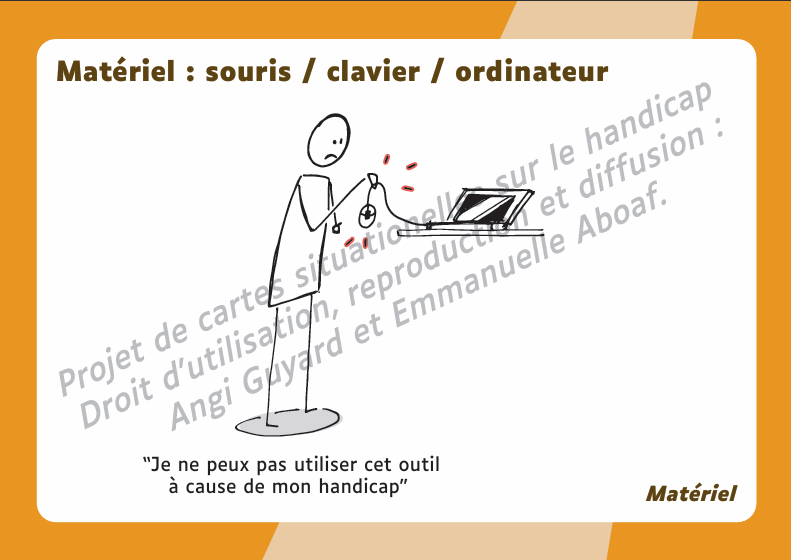 Matériel : souris / clavier / ordinateur
Projet de cartes situationelles sur le handicap
Droit d’utilisation, reproduction et diffusion :
Angi Guyard et Emmanuelle Aboaf.
“Je ne peux pas utiliser cet outil
à cause de mon handicap”
Matériel